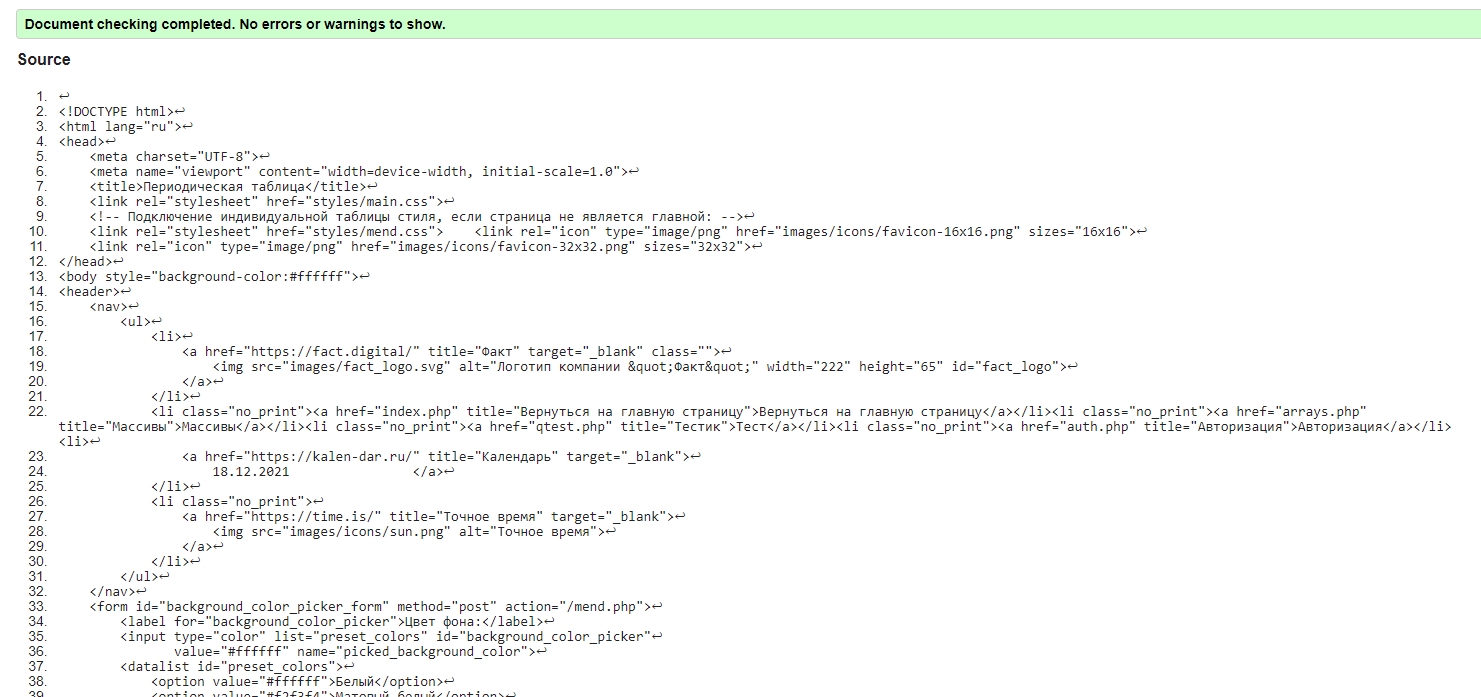 Document checking completed. No errors or warnings to show.
Source
1. ↩
2. <!DOCTYPE html>↩
3. <html lang="ru">↩
4. <head>↩
5.     <meta charset="UTF-8">↩
6.     <meta name="viewport" content="width=device-width, initial-scale=1.0">↩
7.     <title>Периодическая таблица</title>↩
8.     <link rel="stylesheet" href="styles/main.css">↩
9.     <!-- Подключение индивидуальной таблицы стиля, если страница не является главной: -->↩
10.     <link rel="stylesheet" href="styles/mend.css">    <link rel="icon" type="image/png" href="images/icons/favicon-16x16.png" sizes="16x16">↩
11.     <link rel="icon" type="image/png" href="images/icons/favicon-32x32.png" sizes="32x32">↩
12. </head>↩
13. <body style="background-color:#ffffff">↩
14. <header>↩
15.     <nav>↩
16.         <ul>↩
17.             <li>↩
18.                 <a href="https://fact.digital/" title="Факт" target="_blank" class="">↩
19.                     <img src="images/fact_logo.svg" alt="Логотип компании &quot;Факт&quot;" width="222" height="65" id="fact_logo">↩
20.                 </a>↩
21.             </li>↩
22.             <li class="no_print"><a href="index.php" title="Вернуться на главную страницу">Вернуться на главную страницу</a></li><li class="no_print"><a href="arrays.php"
title="Массивы">Массивы</a></li><li class="no_print"><a href="qtest.php" title="Тестик">Тест</a></li><li class="no_print"><a href="auth.php" title="Авторизация">Авторизация</a></li>
<li>↩
23.                 <a href="https://kalen-dar.ru/" title="Календарь" target="_blank">↩
24.                     18.12.2021                </a>↩
25.             </li>↩
26.             <li class="no_print">↩
27.                 <a href="https://time.is/" title="Точное время" target="_blank">↩
28.                     <img src="images/icons/sun.png" alt="Точное время">↩
29.                 </a>↩
30.             </li>↩
31.         </ul>↩
32.     </nav>↩
33.     <form id="background_color_picker_form" method="post" action="/mend.php">↩
34.         <label for="background_color_picker">Цвет фона:</label>↩
35.         <input type="color" list="preset_colors" id="background_color_picker"↩
36.                value="#ffffff" name="picked_background_color">↩
37.         <datalist id="preset_colors">↩
38.             <option value="#ffffff">Белый</option>↩
39.             <option value="#f2f3f4">Матовый белый</option>↩